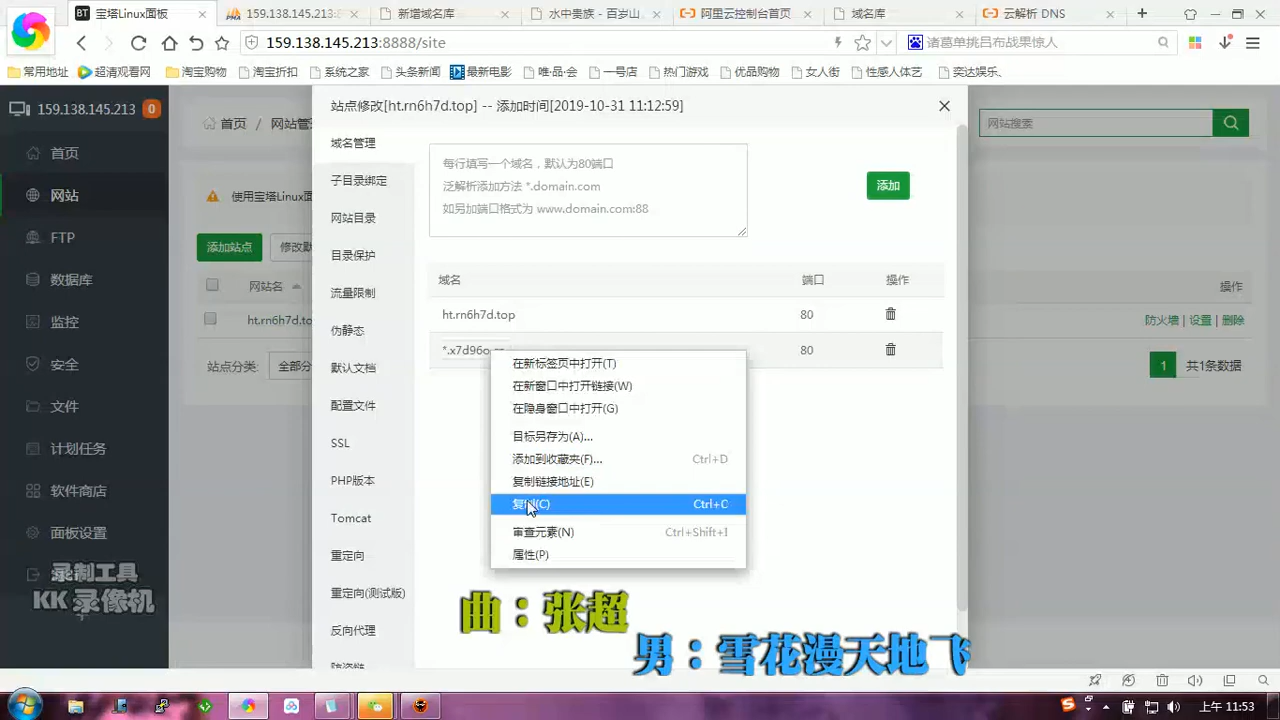 宝塔Linux面板
159.138.145.213:
新增域名库
水中贵族 - 百岁山
阿里云控制台首页
域名库
云解析 DNS
159.138.145.213:8888/site
诸葛单挑吕布战果惊人
常用地址
超清观看网
淘宝购物
淘宝折扣
系统之家
头条新闻
最新电影
唯·品·会
一号店
热门游戏
优品购物
女人街
性感人体艺
突达娱乐、
159.138.145.213
0
首页
网站
FTP
数据库
监控
安全
文件
计划任务
软件商店
面板设置
首页 / 网站管
使用宝塔Linux面
添加站点
网站名
ht.rn6h7d.to
站点分类:
全部分
网站搜索
操作
防火墙 | 设置 | 删除
1
共1条数据
站点修改[ht.rn6h7d.top] -- 添加时间[2019-10-31 11:12:59]
域名管理
子目录绑定
网站目录
目录保护
流量限制
伪静态
默认文档
配置文件
SSL
PHP版本
Tomcat
重定向
重定向(测试版)
反向代理
防盗链
每行填写一个域名，默认为80端口
泛解析添加方法 *.domain.com
如另加端口格式为 www.domain.com:88
添加
域名 端口 操作
ht.rn6h7d.top 80
*.x7d96o 80
在新标签页中打开(T)
在新窗口中打开链接(W)
在隐身窗口中打开(G)
目标另存为(A)...
添加到收藏夹(F)... Ctrl+D
复制链接地址(E)
复制(C) Ctrl+C
审查元素(N) Ctrl+Shift+I
属性(P)
录制工具
KK 录像机
曲：张超
男：雪花漫天地飞
上午 11:53